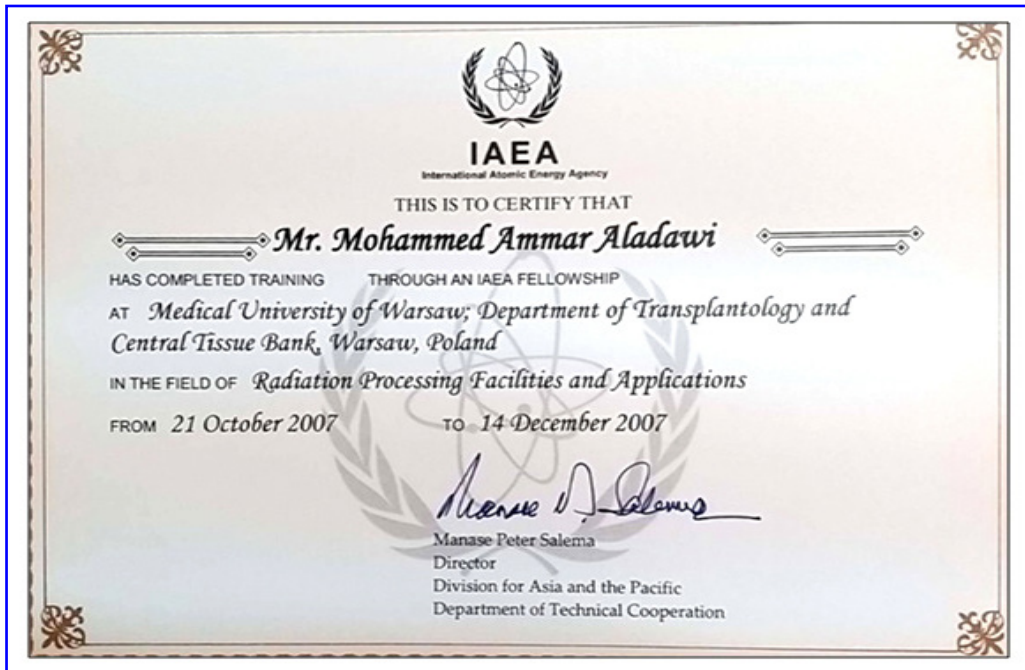 IAEA
International Atomic Energy Agency
THIS IS TO CERTIFY THAT
Mr. Mohammed Ammar Aladawi
HAS COMPLETED TRAINING THROUGH AN IAEA FELLOWSHIP
AT Medical University of Warsaw; Department of Transplantology and
Central Tissue Bank, Warsaw, Poland
IN THE FIELD OF Radiation Processing Facilities and Applications
FROM 21 October 2007 TO 14 December 2007
Manase P. Salema
Manase Peter Salema
Director
Division for Asia and the Pacific
Department of Technical Cooperation